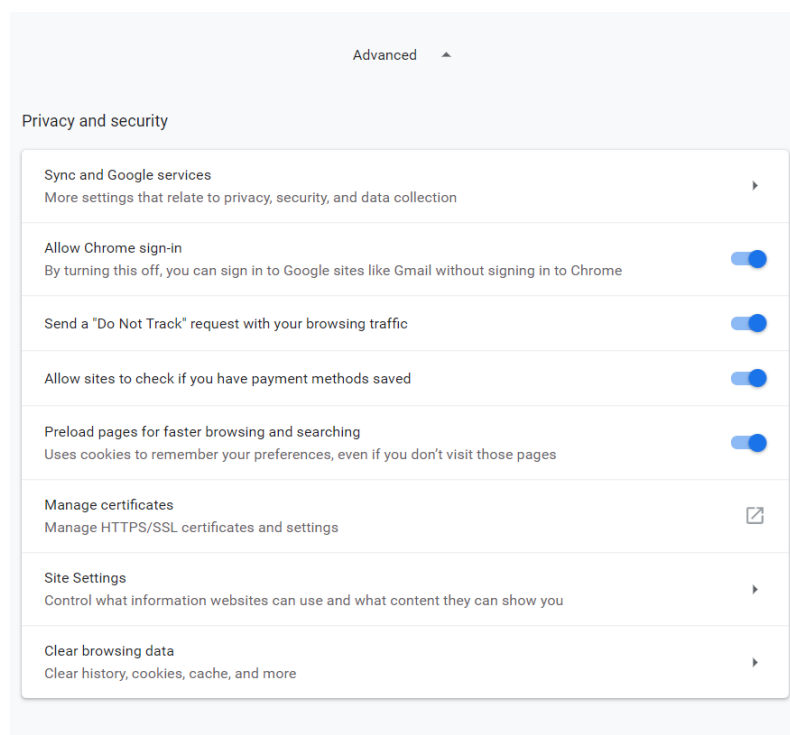 Advanced
Privacy and security
Sync and Google services
More settings that relate to privacy, security, and data collection
Allow Chrome sign-in
By turning this off, you can sign in to Google sites like Gmail without signing in to Chrome
Send a "Do Not Track" request with your browsing traffic
Allow sites to check if you have payment methods saved
Preload pages for faster browsing and searching
Uses cookies to remember your preferences, even if you don’t visit those pages
Manage certificates
Manage HTTPS/SSL certificates and settings
Site Settings
Control what information websites can use and what content they can show you
Clear browsing data
Clear history, cookies, cache, and more